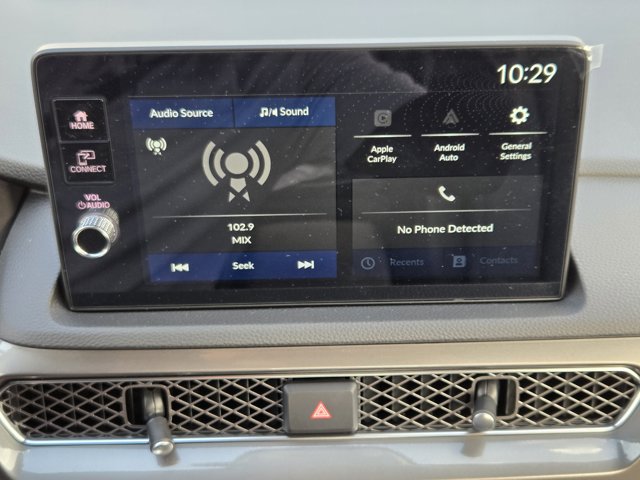 10:29
HOME
CONNECT
VOL
AUDIO
Audio Source
Sound
102.9
MIX
Seek
Apple
CarPlay
Android
Auto
General
Settings
No Phone Detected
Recents
Contacts